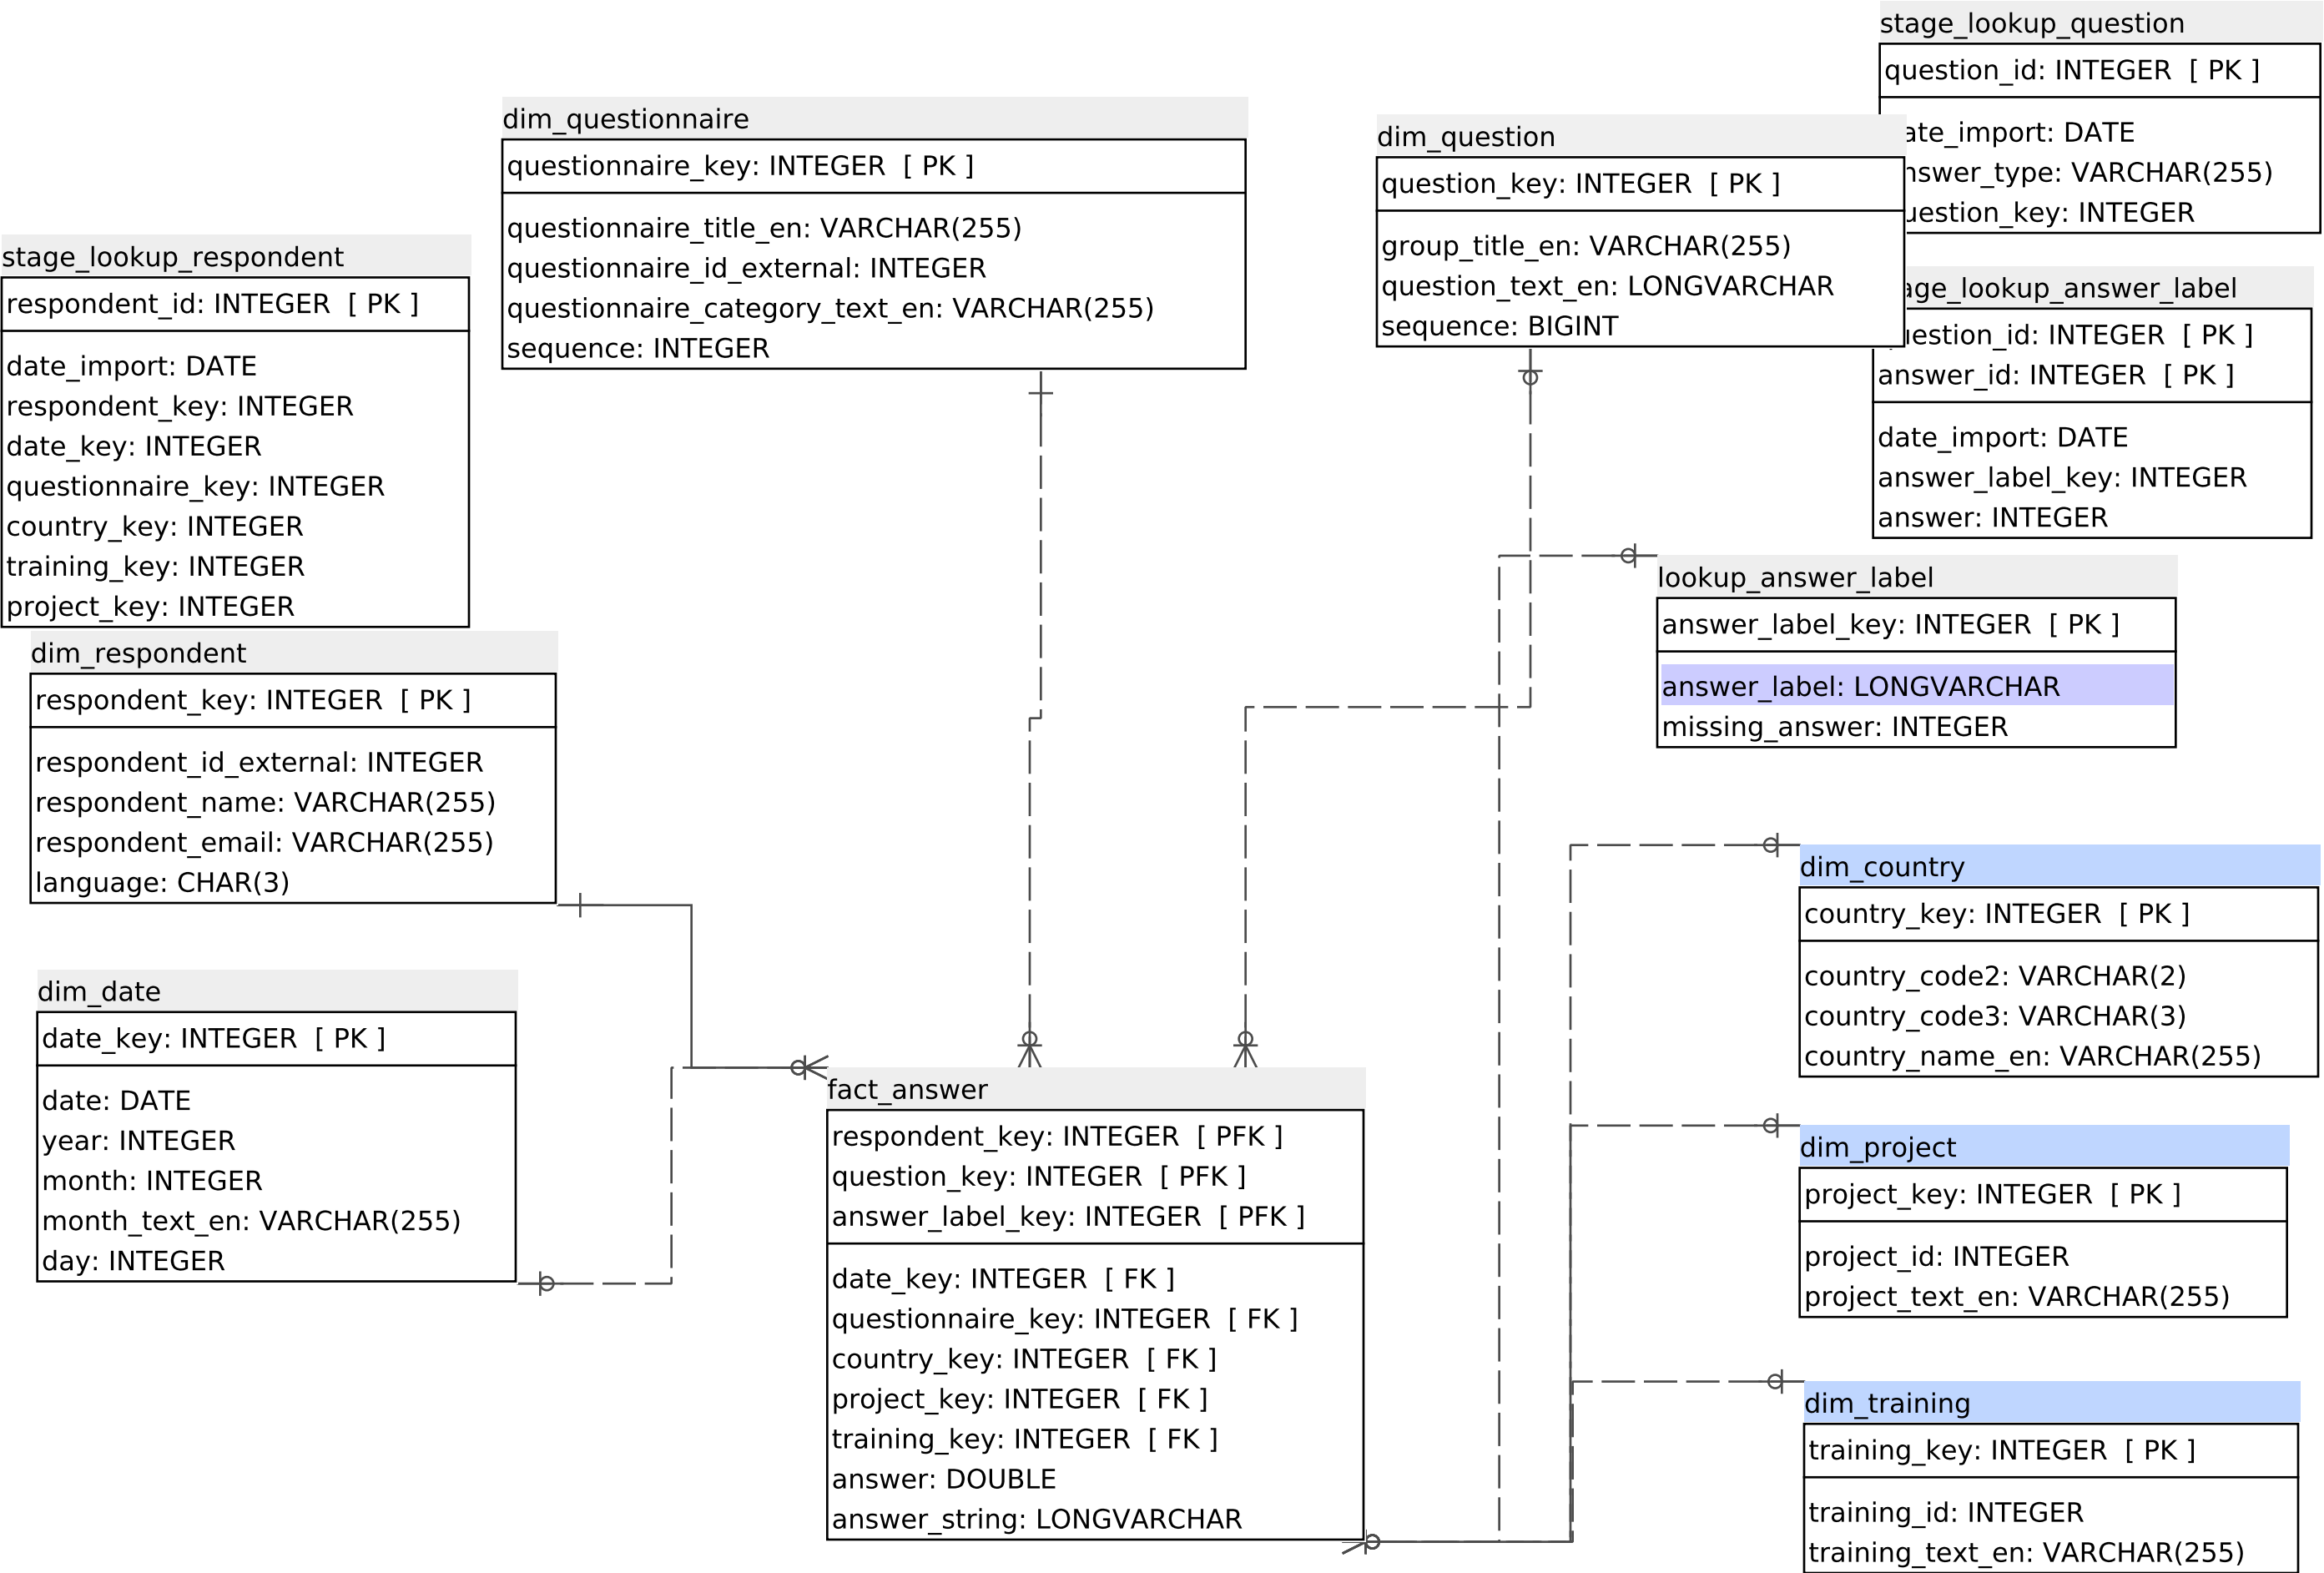 stage_lookup_question
question_id: INTEGER  [ PK ]
ate_import: DATE
nswer_type: VARCHAR(255)
uestion_key: INTEGER
dim_questionnaire
questionnaire_key: INTEGER  [ PK ]
questionnaire_title_en: VARCHAR(255)
questionnaire_id_external: INTEGER
questionnaire_category_text_en: VARCHAR(255)
sequence: INTEGER
dim_question
question_key: INTEGER  [ PK ]
group_title_en: VARCHAR(255)
question_text_en: LONGVARCHAR
sequence: BIGINT
stage_lookup_respondent
respondent_id: INTEGER  [ PK ]
date_import: DATE
respondent_key: INTEGER
date_key: INTEGER
questionnaire_key: INTEGER
country_key: INTEGER
training_key: INTEGER
project_key: INTEGER
age_lookup_answer_label
uestion_id: INTEGER  [ PK ]
answer_id: INTEGER  [ PK ]
date_import: DATE
answer_label_key: INTEGER
answer: INTEGER
lookup_answer_label
answer_label_key: INTEGER  [ PK ]
answer_label: LONGVARCHAR
missing_answer: INTEGER
dim_respondent
respondent_key: INTEGER  [ PK ]
respondent_id_external: INTEGER
respondent_name: VARCHAR(255)
respondent_email: VARCHAR(255)
language: CHAR(3)
dim_country
country_key: INTEGER  [ PK ]
country_code2: VARCHAR(2)
country_code3: VARCHAR(3)
country_name_en: VARCHAR(255)
dim_date
date_key: INTEGER  [ PK ]
date: DATE
year: INTEGER
month: INTEGER
month_text_en: VARCHAR(255)
day: INTEGER
fact_answer
respondent_key: INTEGER  [ PFK ]
question_key: INTEGER  [ PFK ]
answer_label_key: INTEGER  [ PFK ]
date_key: INTEGER  [ FK ]
questionnaire_key: INTEGER  [ FK ]
country_key: INTEGER  [ FK ]
project_key: INTEGER  [ FK ]
training_key: INTEGER  [ FK ]
answer: DOUBLE
answer_string: LONGVARCHAR
dim_project
project_key: INTEGER  [ PK ]
project_id: INTEGER
project_text_en: VARCHAR(255)
dim_training
training_key: INTEGER  [ PK ]
training_id: INTEGER
training_text_en: VARCHAR(255)